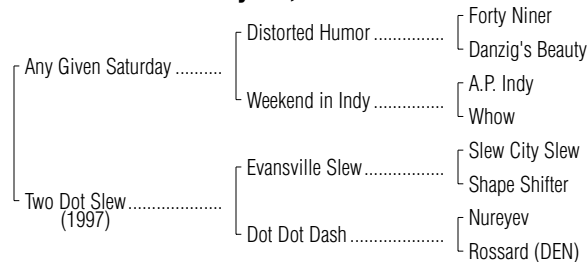 Forty Niner
Distorted Humor ...............
Danzig's Beauty
Any Given Saturday ..........
A.P. Indy
Weekend in Indy ...............
Whow
Slew City Slew
Evansville Slew.................
Shape Shifter
Two Dot Slew.....................
(1997)
Nureyev
Dot Dot Dash ....................
Rossard (DEN)